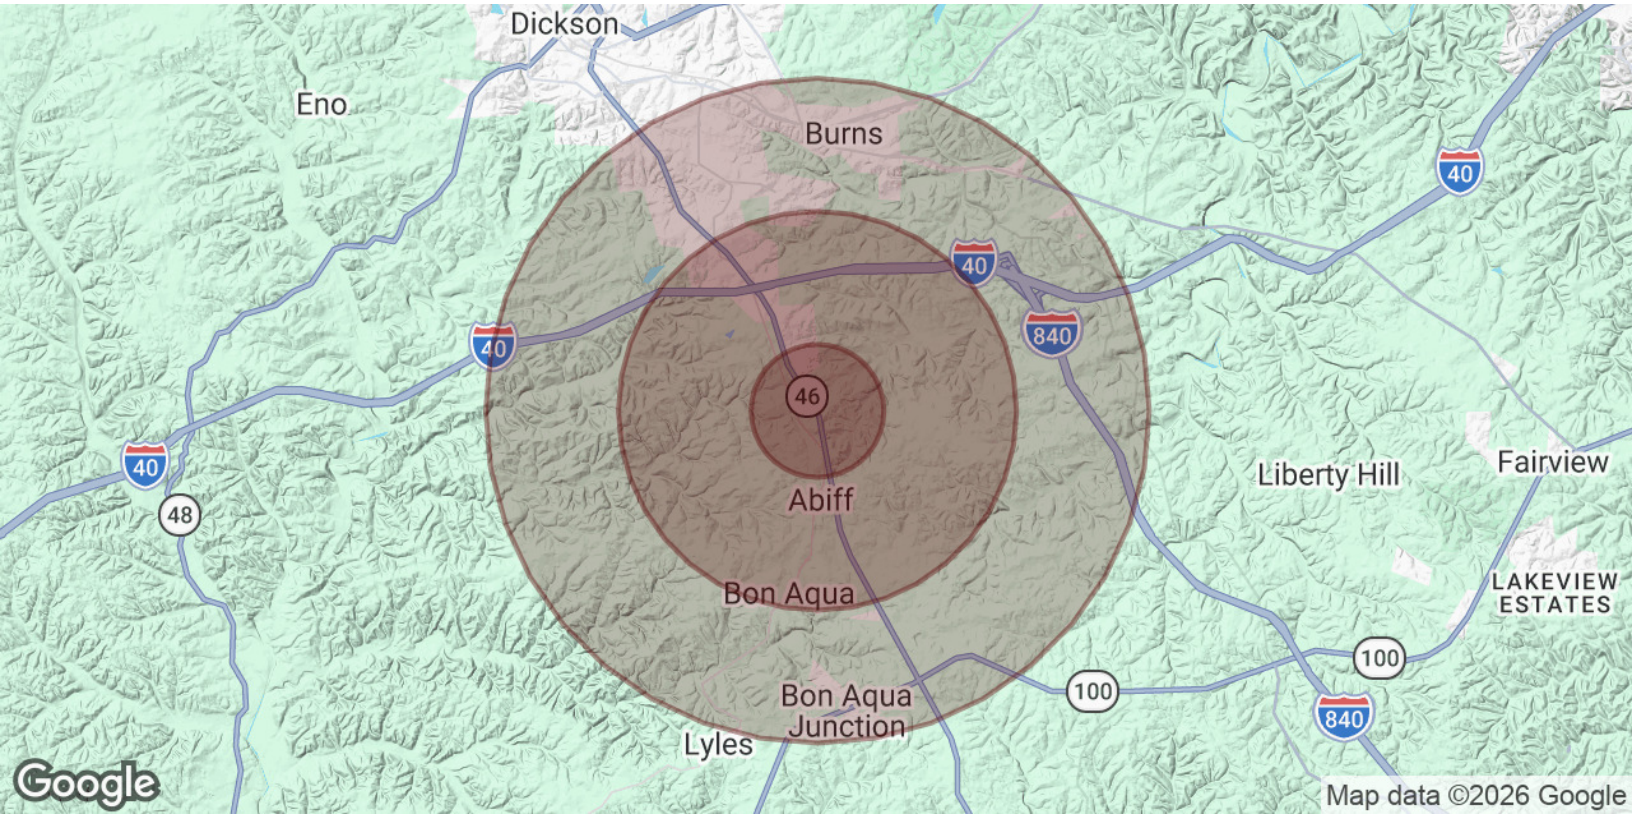 Dickson
Eno
Burns
40
40
40
840
46
40
48
Abiff
Liberty Hill
Fairview
Bon Aqua
LAKEVIEW
ESTATES
100
100
Bon Aqua
Junction
840
Lyles
Google
Map data ©2026 Google